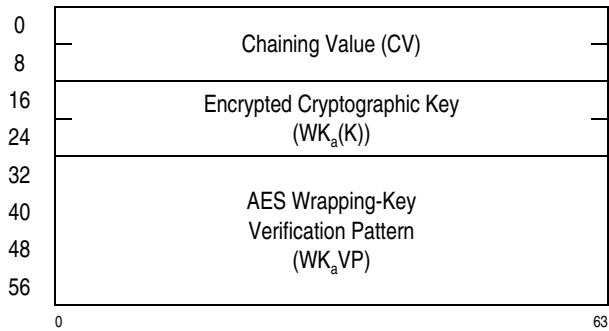 0
Chaining Value (CV)
8
16
Encrypted Cryptographic Key
(WKa(K))
24
32
AES Wrapping-Key
40
Verification Pattern
48
(WKaVP)
56
0 63